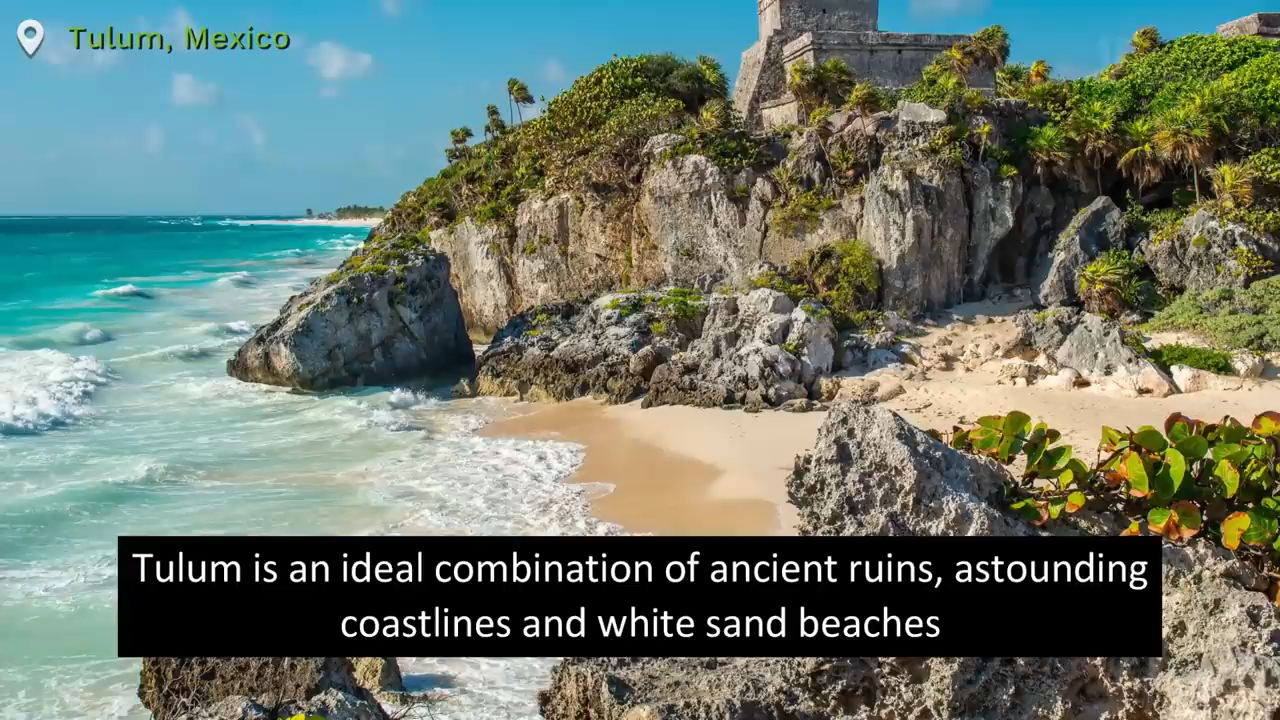 Tulum, Mexico
Tulum is an ideal combination of ancient ruins, astounding
coastlines and white sand beaches